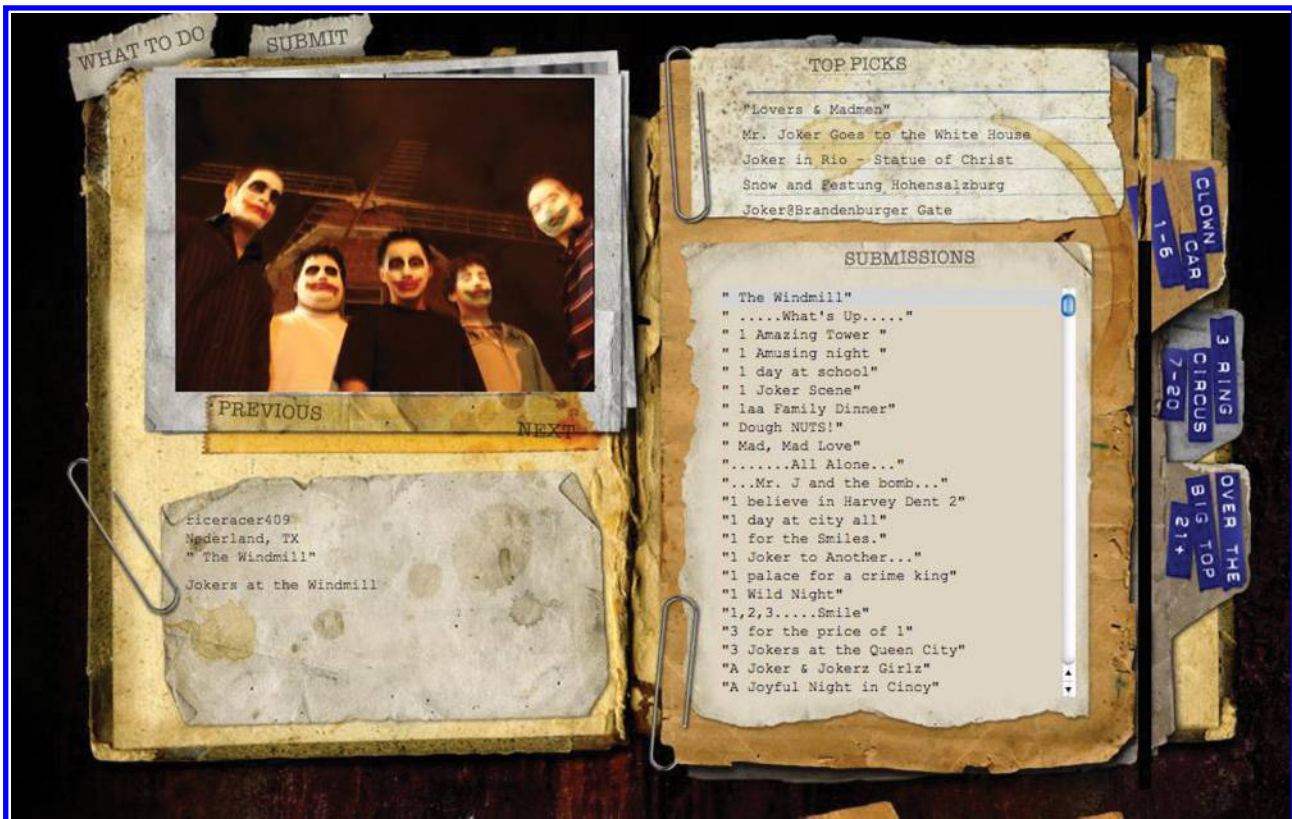 WHAT TO DO
SUBMIT
PREVIOUS
NEXT
riceracer409
Nederland, TX
" The Windmill"
Jokers at the Windmill
TOP PICKS
"Lovers & Madmen"
Mr. Joker Goes to the White House
Joker in Rio - Statue of Christ
Snow and Festung Hohensalzburg
Joker@Brandenburger Gate
SUBMISSIONS
" The Windmill"
" .....What's Up....."
" 1 Amazing Tower "
" 1 Amusing night "
" 1 day at school"
" 1 Joker Scene"
" 1aa Family Dinner"
" Dough NUTS!"
" Mad, Mad Love"
".......All Alone..."
"...Mr. J and the bomb..."
"1 believe in Harvey Dent 2"
"1 day at city all"
"1 for the Smiles."
"1 Joker to Another..."
"1 palace for a crime king"
"1 Wild Night"
"1,2,3.....Smile"
"3 for the price of 1"
"3 Jokers at the Queen City"
"A Joker & Jokerz Girlz"
"A Joyful Night in Cincy"
CLOWN
CAR
1-6
3 RING
CIRCUS
7-20
OVER THE
BIG TOP
21+